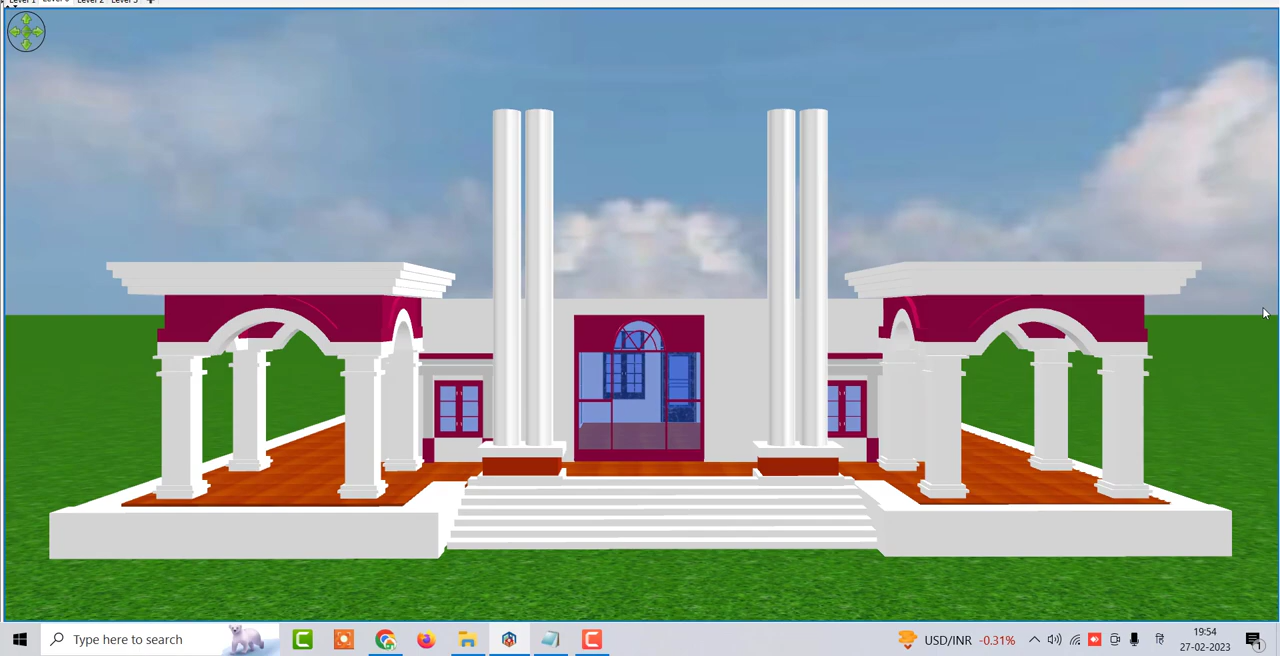 Level 1 Level 2 Level 3
Type here to search
USD/INR -0.31%
हि
19:54
27-02-2023
1